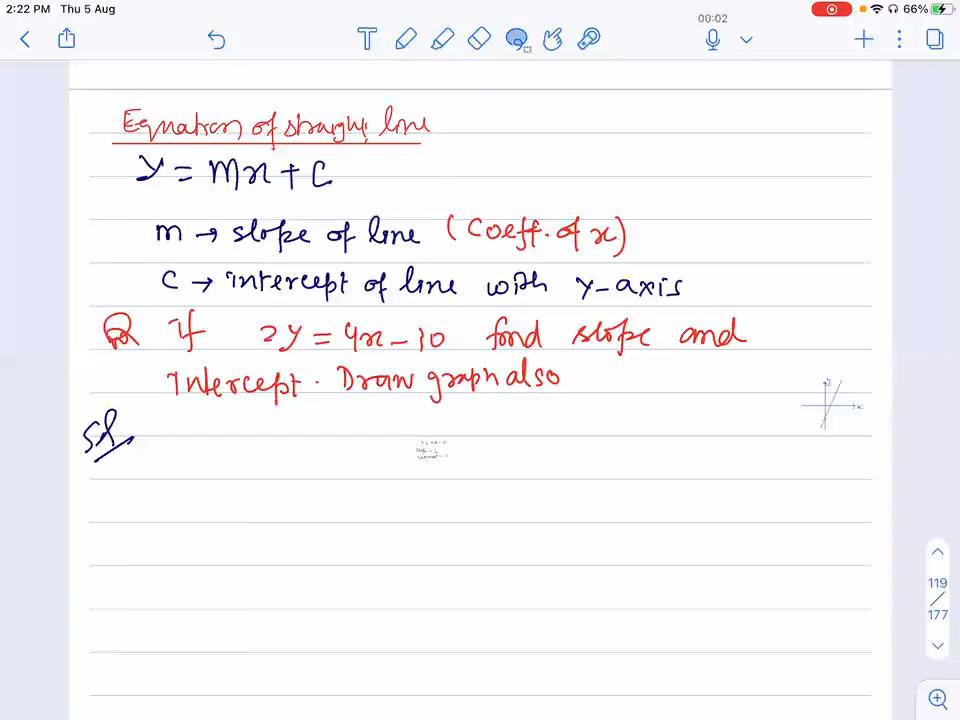 2:22 PM Thu 5 Aug
00:02
66%
Equation of straight line
y = mx + c
m → slope of line (Coeff. of x)
C → intercept of line with y-axis
Q If 2y = 4x - 10 find slope and
Intercept. Draw graph also
y
x
Sol
119
177